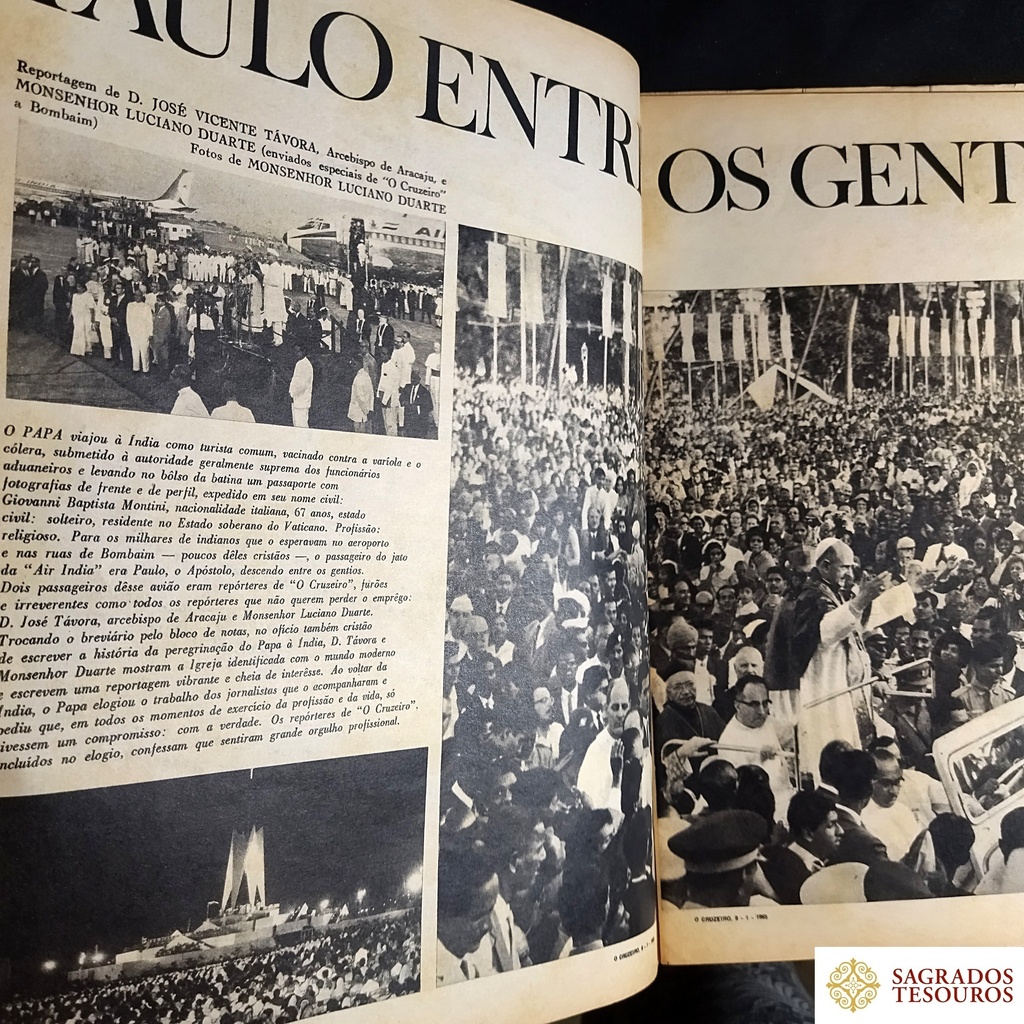 PAULO ENTRE
OS GENT
Reportagem de D. JOSÉ VICENTE TÁVORA, Arcebispo de Aracaju, e
MONSENHOR LUCIANO DUARTE (enviados especiais de "O Cruzeiro"
a Bombaim)
Fotos de MONSENHOR LUCIANO DUARTE
AIR
O PAPA viajou à Índia como turista comum, vacinado contra a varíola e o
cólera, submetido à autoridade geralmente suprema dos funcionários
aduaneiros e levando no bôlso da batina um passaporte com
fotografias de frente e de perfil, expedido em seu nome civil:
Giovanni Baptista Montini, nacionalidade italiana, 67 anos, estado
civil: solteiro, residente no Estado soberano do Vaticano. Profissão:
religioso. Para os milhares de indianos que o esperavam no aeroporto
e nas ruas de Bombaim — poucos dêles cristãos —, o passageiro do jato
da "Air India" era Paulo, o Apóstolo, descendo entre os gentios.
Dois passageiros dêsse avião eram repórteres de "O Cruzeiro", furões
e irreverentes como todos os repórteres que não querem perder o emprêgo:
D. José Távora, arcebispo de Aracaju e Monsenhor Luciano Duarte.
Trocando o breviário pelo bloco de notas, no ofício também cristão
de escrever a história da peregrinação do Papa à Índia, D. Távora e
Monsenhor Duarte mostram a Igreja identificada com o mundo moderno
e escrevem uma reportagem vibrante e cheia de interêsse. Ao voltar da
Índia, o Papa elogiou o trabalho dos jornalistas que o acompanharam e
pediu que, em todos os momentos de exercício da profissão e da vida, só
tivessem um compromisso: com a verdade. Os repórteres de "O Cruzeiro",
incluídos no elogio, confessam que sentiram grande orgulho profissional.
O CRUZEIRO, 9 - 1
O CRUZEIRO, 9 - 1 - 1965
SAGRADOS
TESOUROS